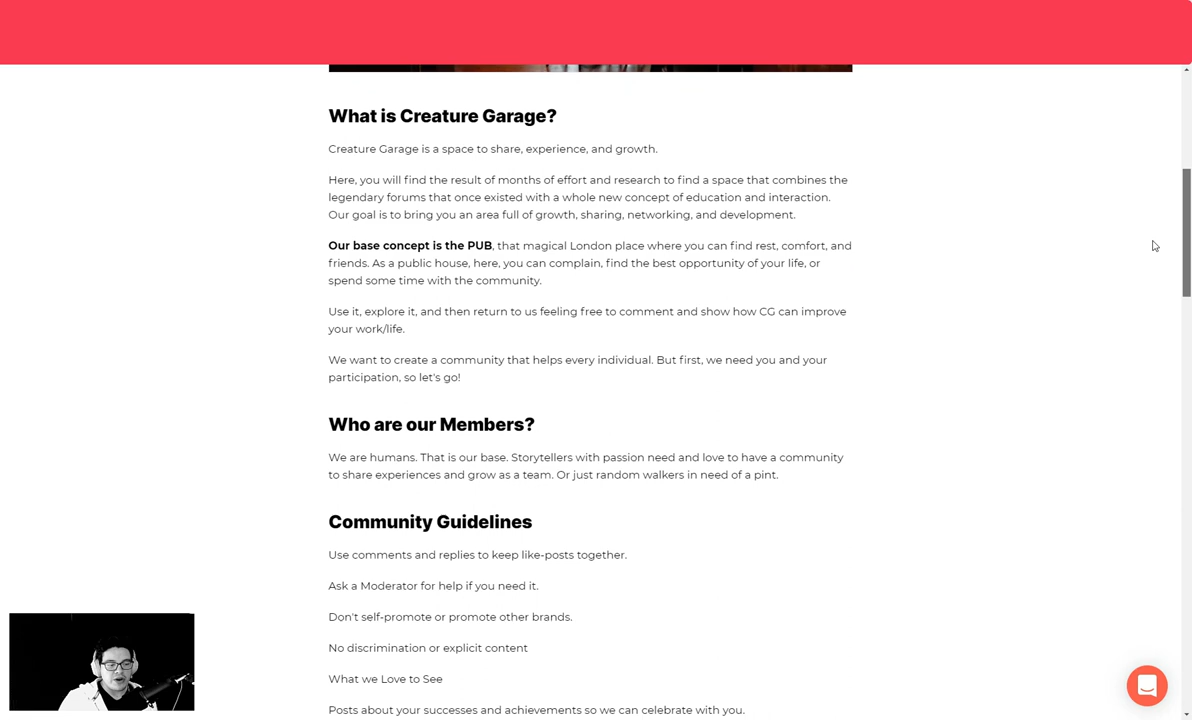 What is Creature Garage?
Creature Garage is a space to share, experience, and growth.
Here, you will find the result of months of effort and research to find a space that combines the
legendary forums that once existed with a whole new concept of education and interaction.
Our goal is to bring you an area full of growth, sharing, networking, and development.
Our base concept is the PUB, that magical London place where you can find rest, comfort, and
friends. As a public house, here, you can complain, find the best opportunity of your life, or
spend some time with the community.
Use it, explore it, and then return to us feeling free to comment and show how CG can improve
your work/life.
We want to create a community that helps every individual. But first, we need you and your
participation, so let's go!
Who are our Members?
We are humans. That is our base. Storytellers with passion need and love to have a community
to share experiences and grow as a team. Or just random walkers in need of a pint.
Community Guidelines
Use comments and replies to keep like-posts together.
Ask a Moderator for help if you need it.
Don't self-promote or promote other brands.
No discrimination or explicit content
What we Love to See
Posts about your successes and achievements so we can celebrate with you.